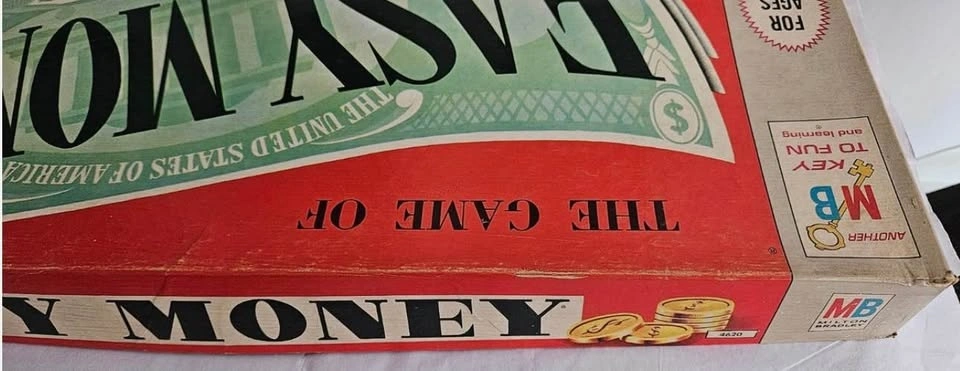 THE GAME OF
EASY MON
THE UNITED STATES OF AMERICA
$
FOR
AGES
ANOTHER
MB
KEY
TO FUN
and learning®
®
Y MONEY®
$
4620
MB
MILTON
BRADLEY